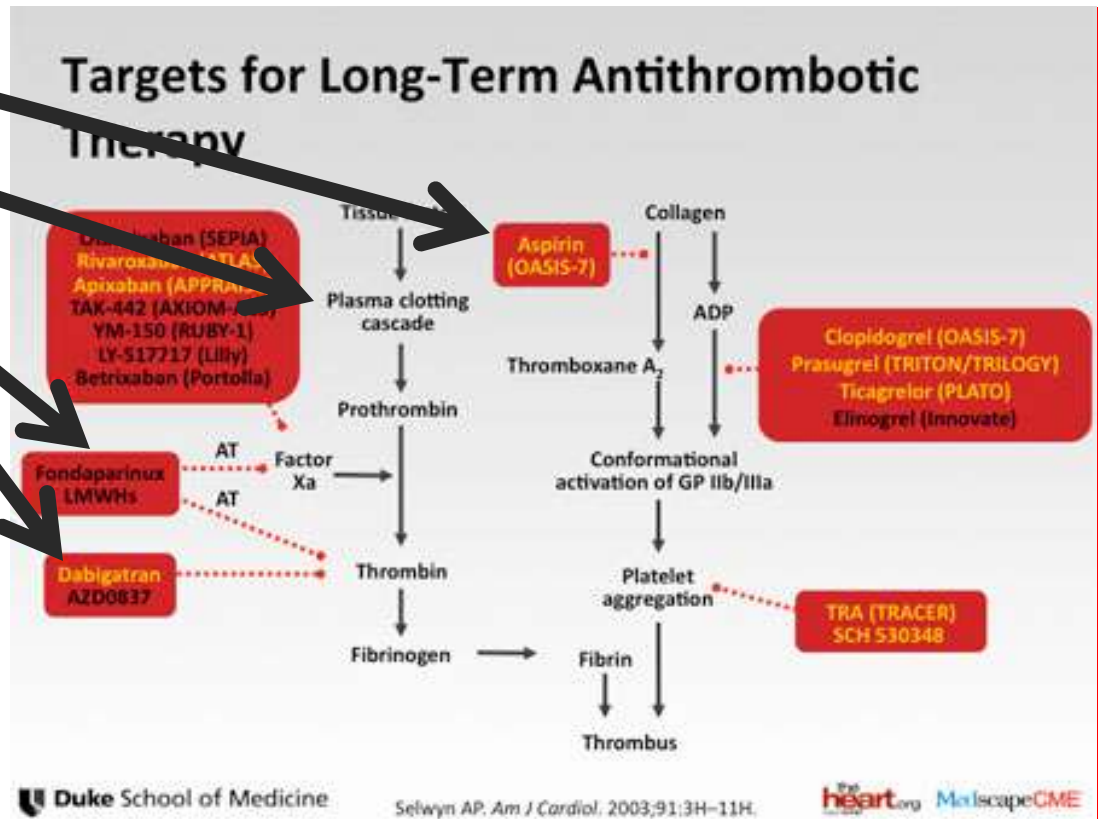 Targets for Long-Term Antithrombotic
Therapy
(SEPIA)
TAK-442
YM-150 (RUBY-1)
LY-517717 (Lilly)
Betrixaban (Portolla)
Tissue
Plasma clotting
cascade
Prothrombin
AT
Factor
Xa
Fondaparinux
LMWHs
AT
Dabigatran
AZD0837
Thrombin
Fibrinogen
Fibrin
Aspirin
(OASIS-7)
Collagen
ADP
Thromboxane A2
Clopidogrel (OASIS-7)
Prasugrel (TRITON/TRILOGY)
Ticagrelor (PLATO)
Elinogrel (Innovate)
Conformational
activation of GP IIb/IIIa
Platelet
aggregation
TRA (TRACER)
SCH 530348
Thrombus
Duke School of Medicine
Selwyn AP. Am J Cardiol. 2003;91:3H–11H.
theheart.org MedscapeCME